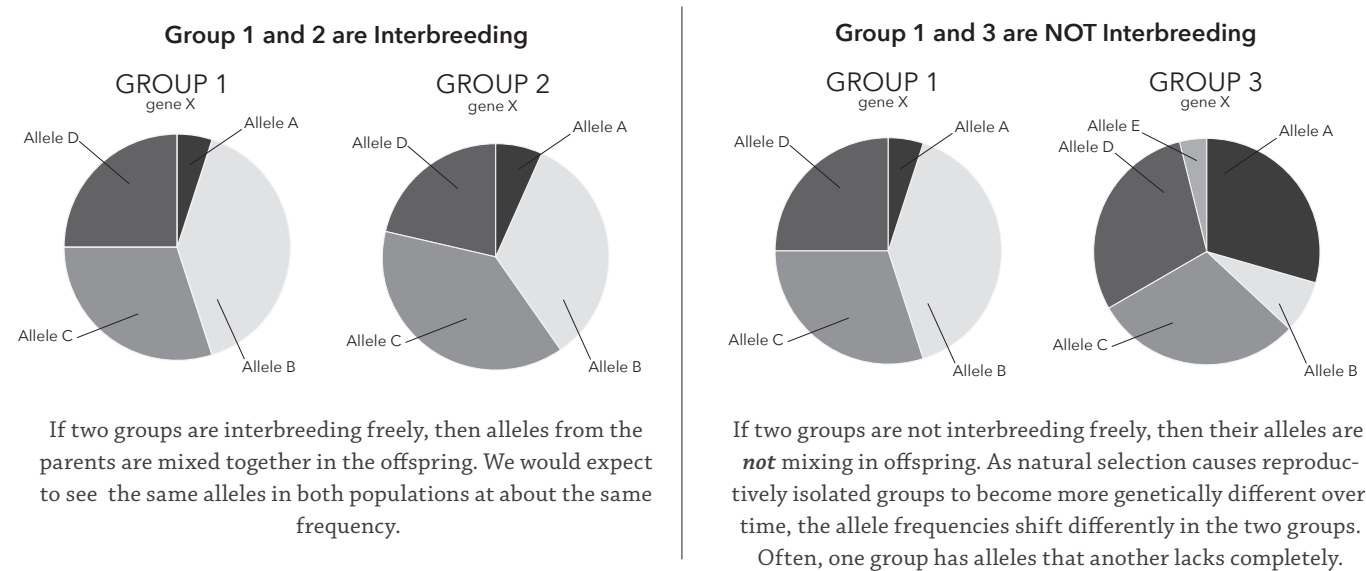 Group 1 and 2 are Interbreeding
GROUP 1
gene X
Allele A
Allele D
Allele C
Allele B
GROUP 2
gene X
Allele A
Allele D
Allele C
Allele B
If two groups are interbreeding freely, then alleles from the
parents are mixed together in the offspring. We would expect
to see the same alleles in both populations at about the same
frequency.
Group 1 and 3 are NOT Interbreeding
GROUP 1
gene X
Allele A
Allele D
Allele C
Allele B
GROUP 3
gene X
Allele E
Allele A
Allele D
Allele C
Allele B
If two groups are not interbreeding freely, then their alleles are
not mixing in offspring. As natural selection causes reproduc-
tively isolated groups to become more genetically different over
time, the allele frequencies shift differently in the two groups.
Often, one group has alleles that another lacks completely.